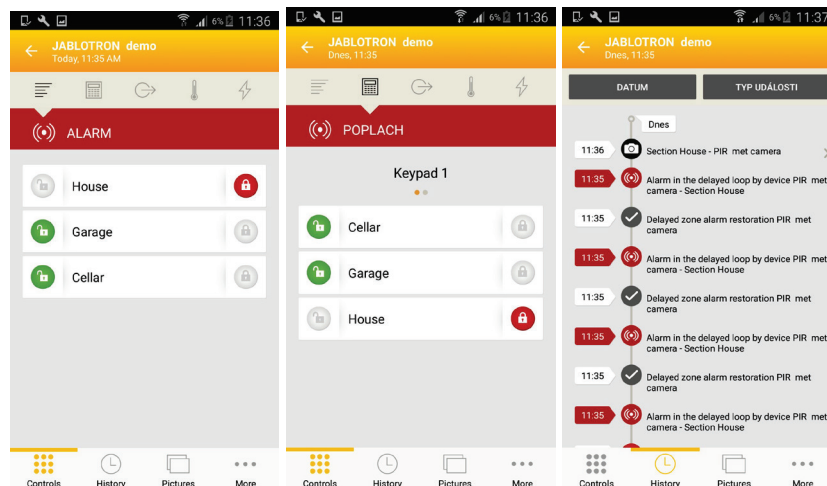 6% 11:36
JABLOTRON demo
Today, 11:35 AM
ALARM
House
Garage
Cellar
Controls
History
Pictures
More
6% 11:36
JABLOTRON demo
Dnes, 11:35
POPLACH
Keypad 1
Cellar
Garage
House
Controls
History
Pictures
More
6% 11:37
JABLOTRON demo
Dnes, 11:35
DATUM
TYP UDÁLOSTI
Dnes
11:36 Section House - PIR met camera
11:35 Alarm in the delayed loop by device PIR met
camera - Section House
11:35 Delayed zone alarm restoration PIR met
camera
11:35 Alarm in the delayed loop by device PIR met
camera - Section House
11:35 Delayed zone alarm restoration PIR met
camera
11:35 Alarm in the delayed loop by device PIR met
camera - Section House
11:35 Delayed zone alarm restoration PIR met
camera
11:35 Alarm in the delayed loop by device PIR met
camera - Section House
Controls
History
Pictures
More